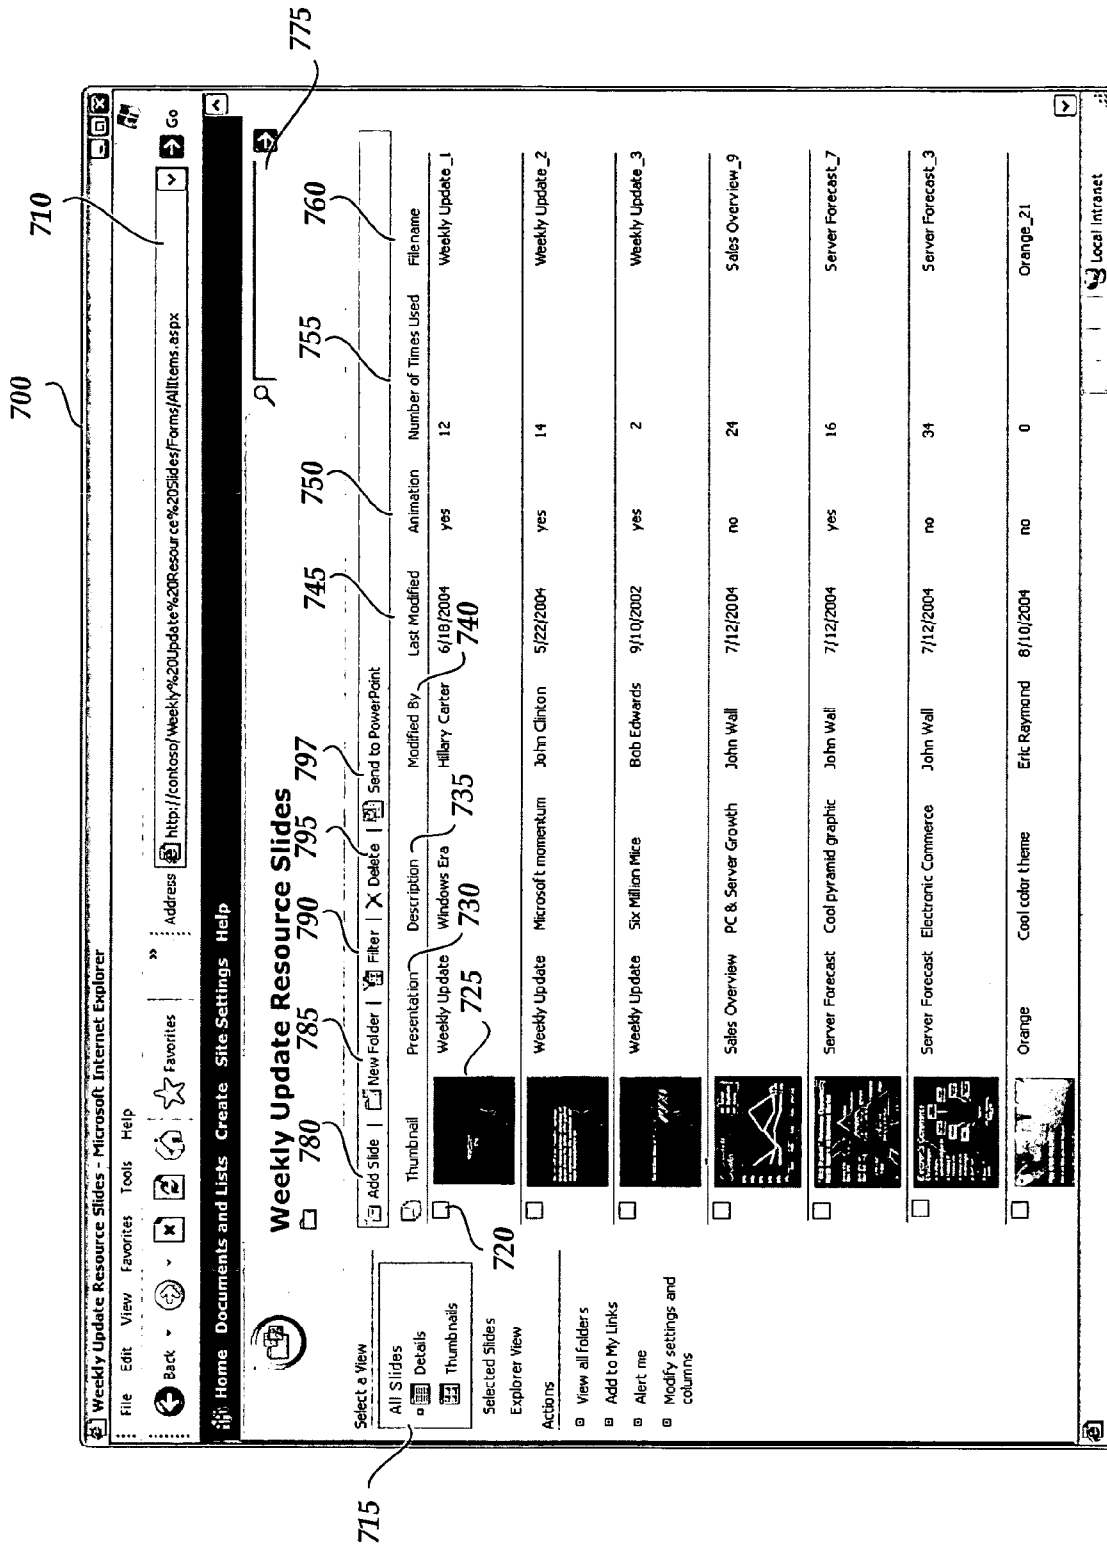 700
710
Weekly Update Resource Slides - Microsoft Internet Explorer
File Edit View Favorites Tools Help
Back Favorites » Address http://contoso/Weekly%20Update%20Resource%20Slides/Forms/AllItems.aspx Go
Home Documents and Lists Create Site Settings Help
775
Weekly Update Resource Slides
780 785 790 795 797 745 750 755 760
Add Slide | New Folder | Filter | X Delete | Send to PowerPoint
Thumbnail Presentation Description Modified By Last Modified Animation Number of Times Used Filename
Weekly Update Windows Era Hillary Carter 6/18/2004 yes 12 Weekly Update_1
720 725 730 735 740
Weekly Update Microsoft momentum John Clinton 5/22/2004 yes 14 Weekly Update_2
Weekly Update Six Million Mice Bob Edwards 9/10/2002 yes 2 Weekly Update_3
Sales Overview PC & Server Growth John Wall 7/12/2004 no 24 Sales Overview_9
Server Forecast Cool pyramid graphic John Wall 7/12/2004 yes 16 Server Forecast_7
Server Forecast Electronic Commerce John Wall 7/12/2004 no 34 Server Forecast_3
Orange Cool color theme Eric Raymond 8/10/2004 no 0 Orange_21
715
Select a View
All Slides
Details
Thumbnails
Selected Slides
Explorer View
Actions
View all folders
Add to My Links
Alert me
Modify settings and
columns
Local intranet